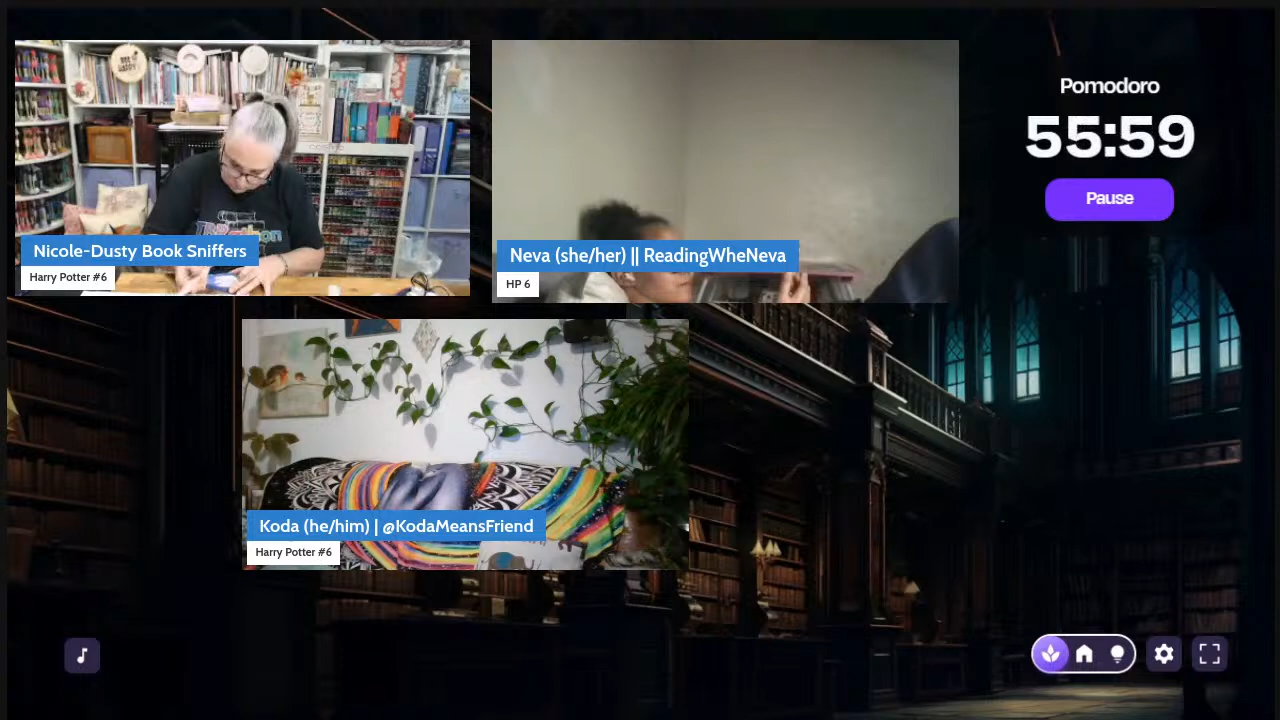 Pomodoro
55:59
Pause
Nicole-Dusty Book Sniffers
Harry Potter #6
Neva (she/her) || ReadingWheNeva
HP 6
Koda (he/him) | @KodaMeansFriend
Harry Potter #6